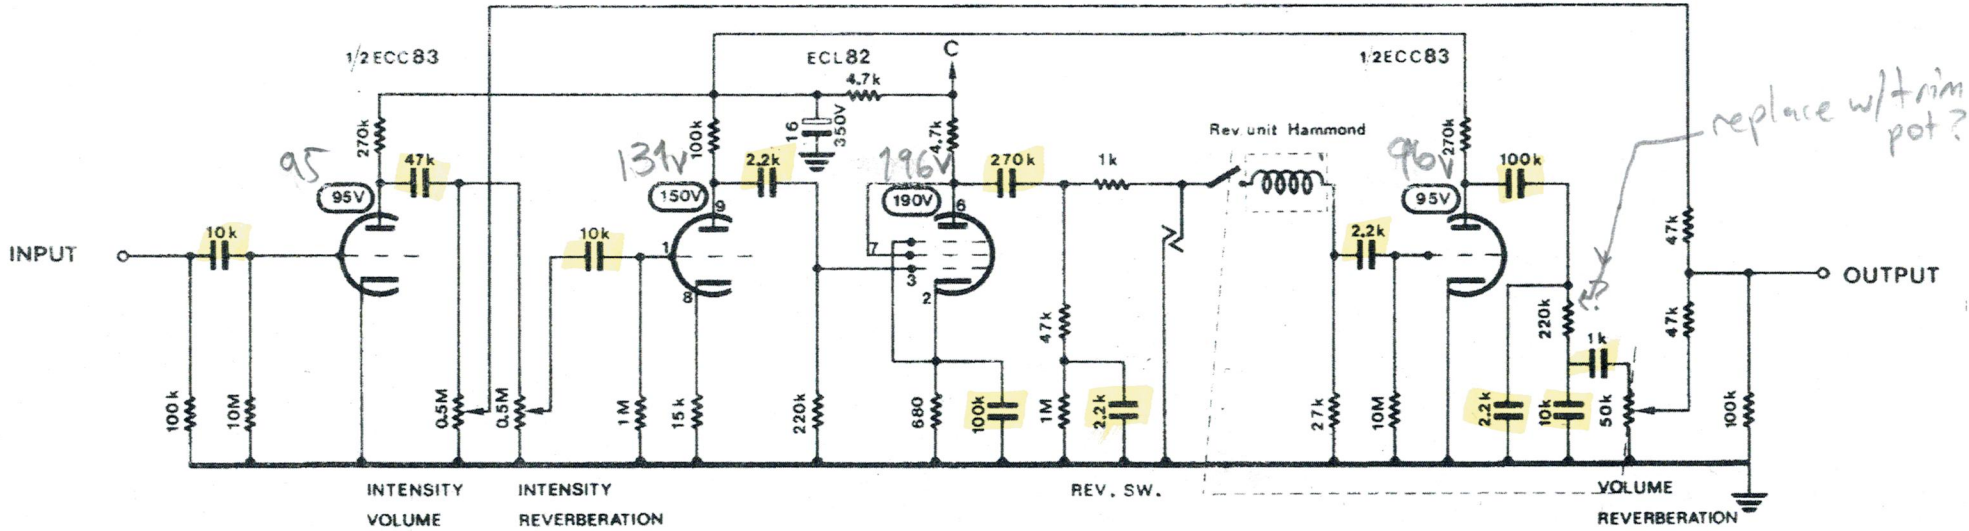 1/2 ECC83
ECL82
C
1/2 ECC83
4.7k
replace w/ trim
pot?
270k
100k
16
350V
4.7k
Rev. unit Hammond
270k
95
47k
131v
2.2k
196v
270k
1k
96v
100k
95V
150V
9
190V
6
95V
INPUT
10k
10k
1
7
3
2.2k
47k
OUTPUT
8
2
47k
220k
?
47k
1k
100k
10M
0.5M
0.5M
1M
15k
220k
680
100k
1M
2.2k
27k
10M
2.2k
10k
50k
100k
INTENSITY
VOLUME
INTENSITY
REVERBERATION
REV. SW.
VOLUME
REVERBERATION